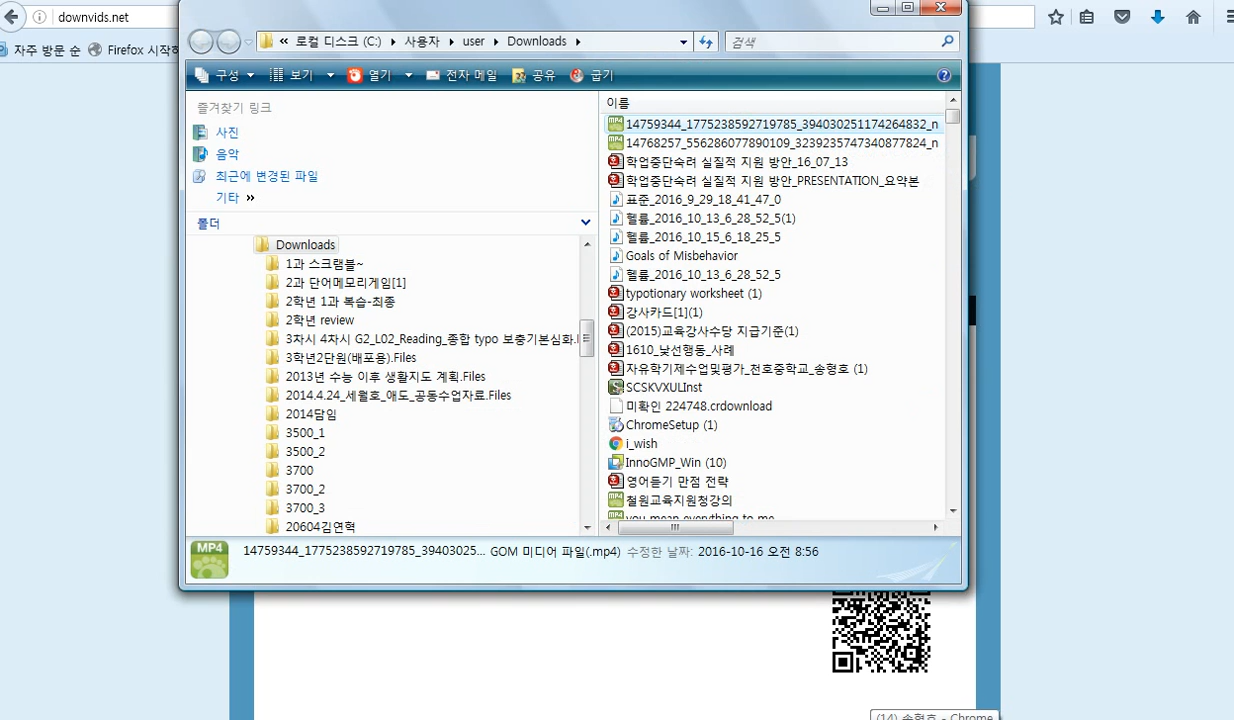 downvids.net
자주 방문 순 Firefox 시작하
« 로컬 디스크 (C:) ▸ 사용자 ▸ user ▸ Downloads ▸
검색
구성 보기 열기 전자 메일 공유 굽기
즐겨찾기 링크
사진
음악
최근에 변경된 파일
기타 »
폴더
Downloads
1과 스크램블~
2과 단어메모리게임[1]
2학년 1과 복습-최종
2학년 review
3차시 4차시 G2_L02_Reading_종합 typo 보충기본심화.l
3학년2단원(배포용).Files
2013년 수능 이후 생활지도 계획.Files
2014.4.24_세월호_애도_공동수업자료.Files
2014담임
3500_1
3500_2
3700
3700_2
3700_3
20604김연혁
이름
14759344_1775238592719785_394030251174264832_n
14768257_556286077890109_3239235747340877824_n
학업중단숙려 실질적 지원 방안_16_07_13
학업중단숙려 실질적 지원 방안_PRESENTATION_요약본
표준_2016_9_29_18_41_47_0
헬륨_2016_10_13_6_28_52_5(1)
헬륨_2016_10_15_6_18_25_5
Goals of Misbehavior
헬륨_2016_10_13_6_28_52_5
typotionary worksheet (1)
강사카드[1](1)
(2015)교육강사수당 지급기준(1)
1610_낯선행동_사례
자유학기제수업및평가_천호중학교_송형호 (1)
SCSKVXULInst
미확인 224748.crdownload
ChromeSetup (1)
i_wish
InnoGMP_Win (10)
영어듣기 만점 전략
철원교육지원청강의
you mean everything to me
MP4
14759344_1775238592719785_39403025... GOM 미디어 파일(.mp4) 수정한 날짜: 2016-10-16 오전 8:56
(14) 송형호 - Chrome